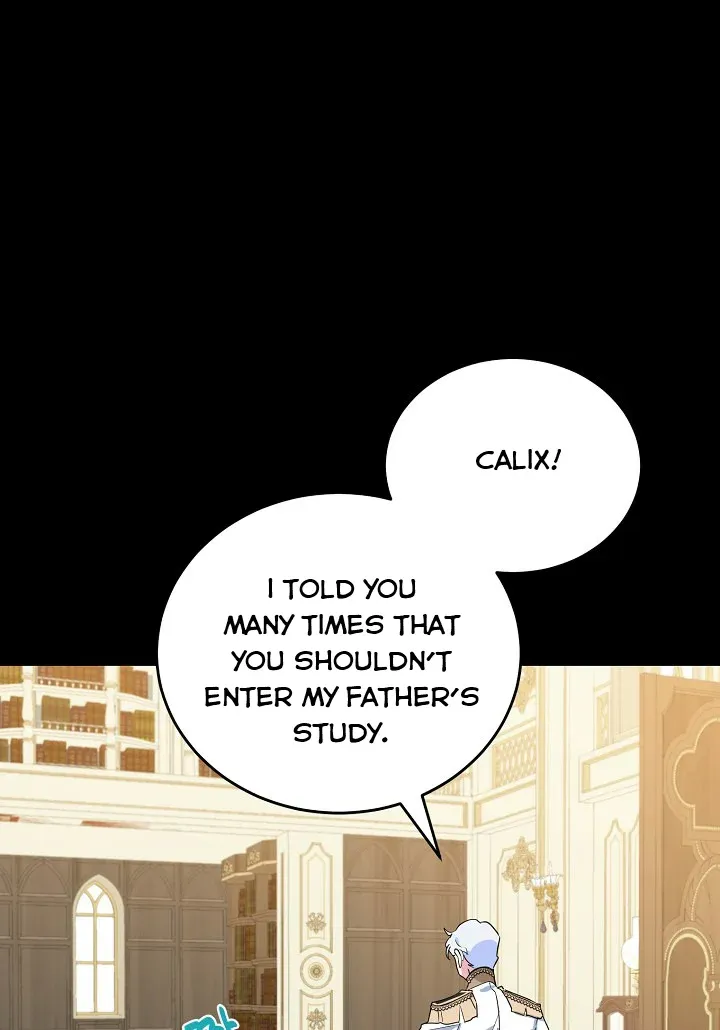 CALIX!
I TOLD YOU
MANY TIMES THAT
YOU SHOULDN'T
ENTER MY FATHER'S
STUDY.